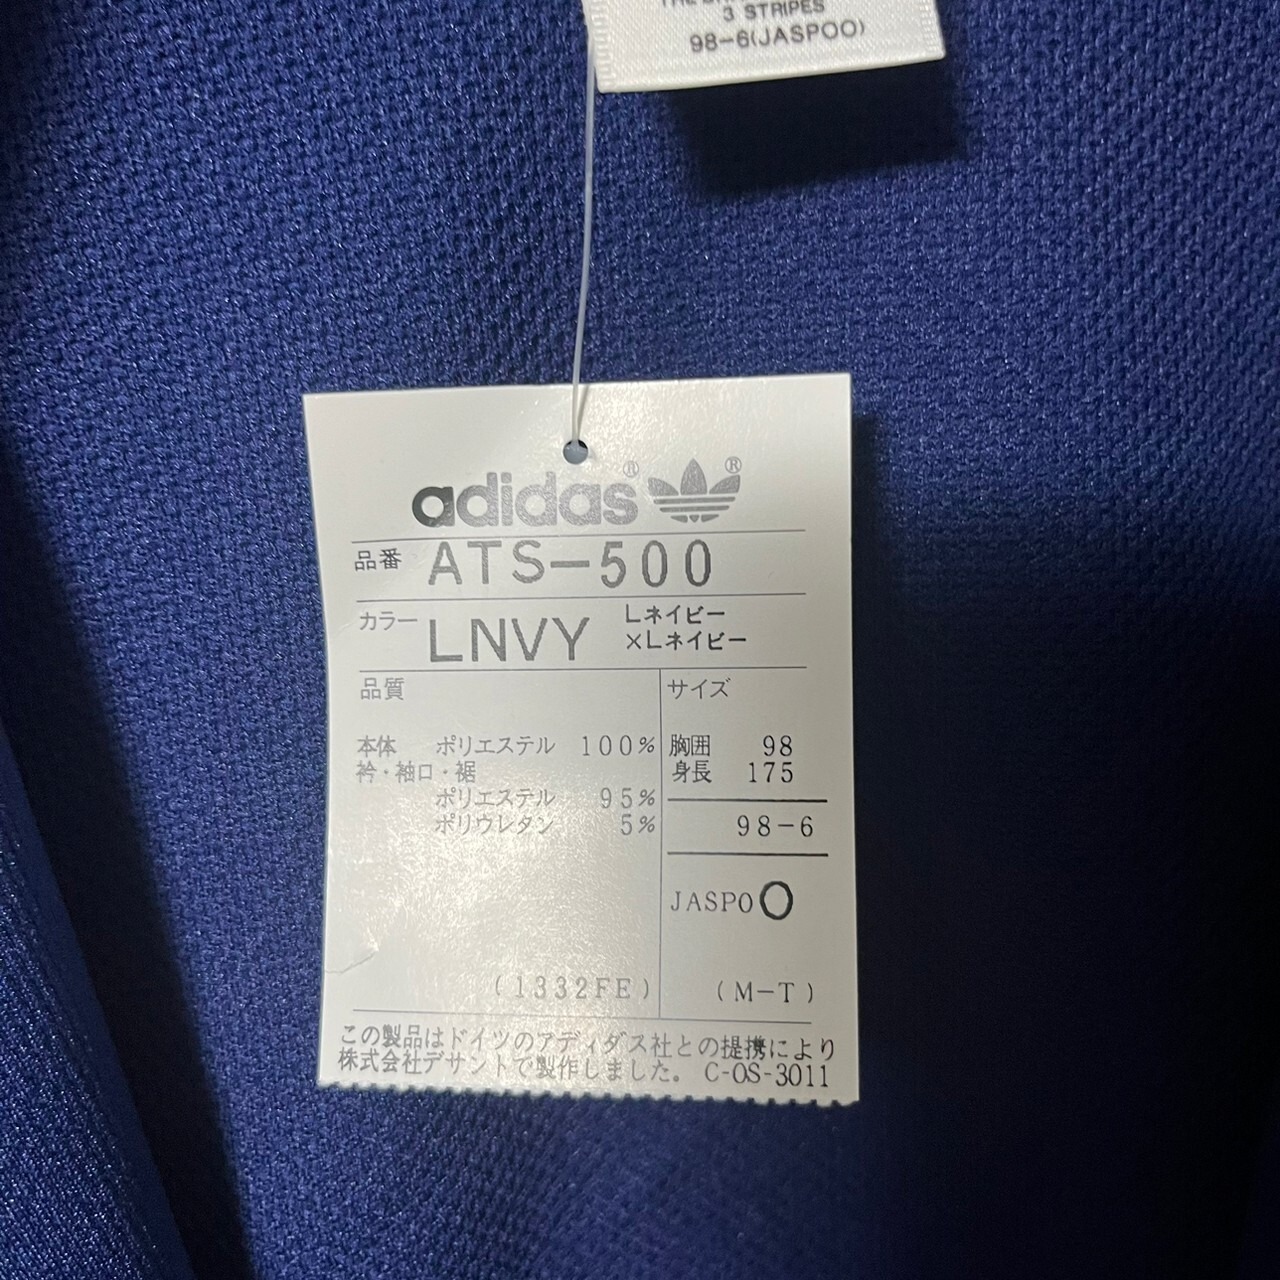 3 STRIPES
98-6(JASPOO)
adidas® ®
品番 ATS-500
カラー LNVY Lネイビー
×Lネイビー
品質
本体 ポリエステル 100%
衿・袖口・裾
ポリエステル 95%
ポリウレタン 5%
(1332FE)
サイズ
胸囲 98
身長 175
98-6
JASPO O
(M-T)
この製品はドイツのアディダス社との提携により
株式会社デサントで製作しました。 C-OS-3011